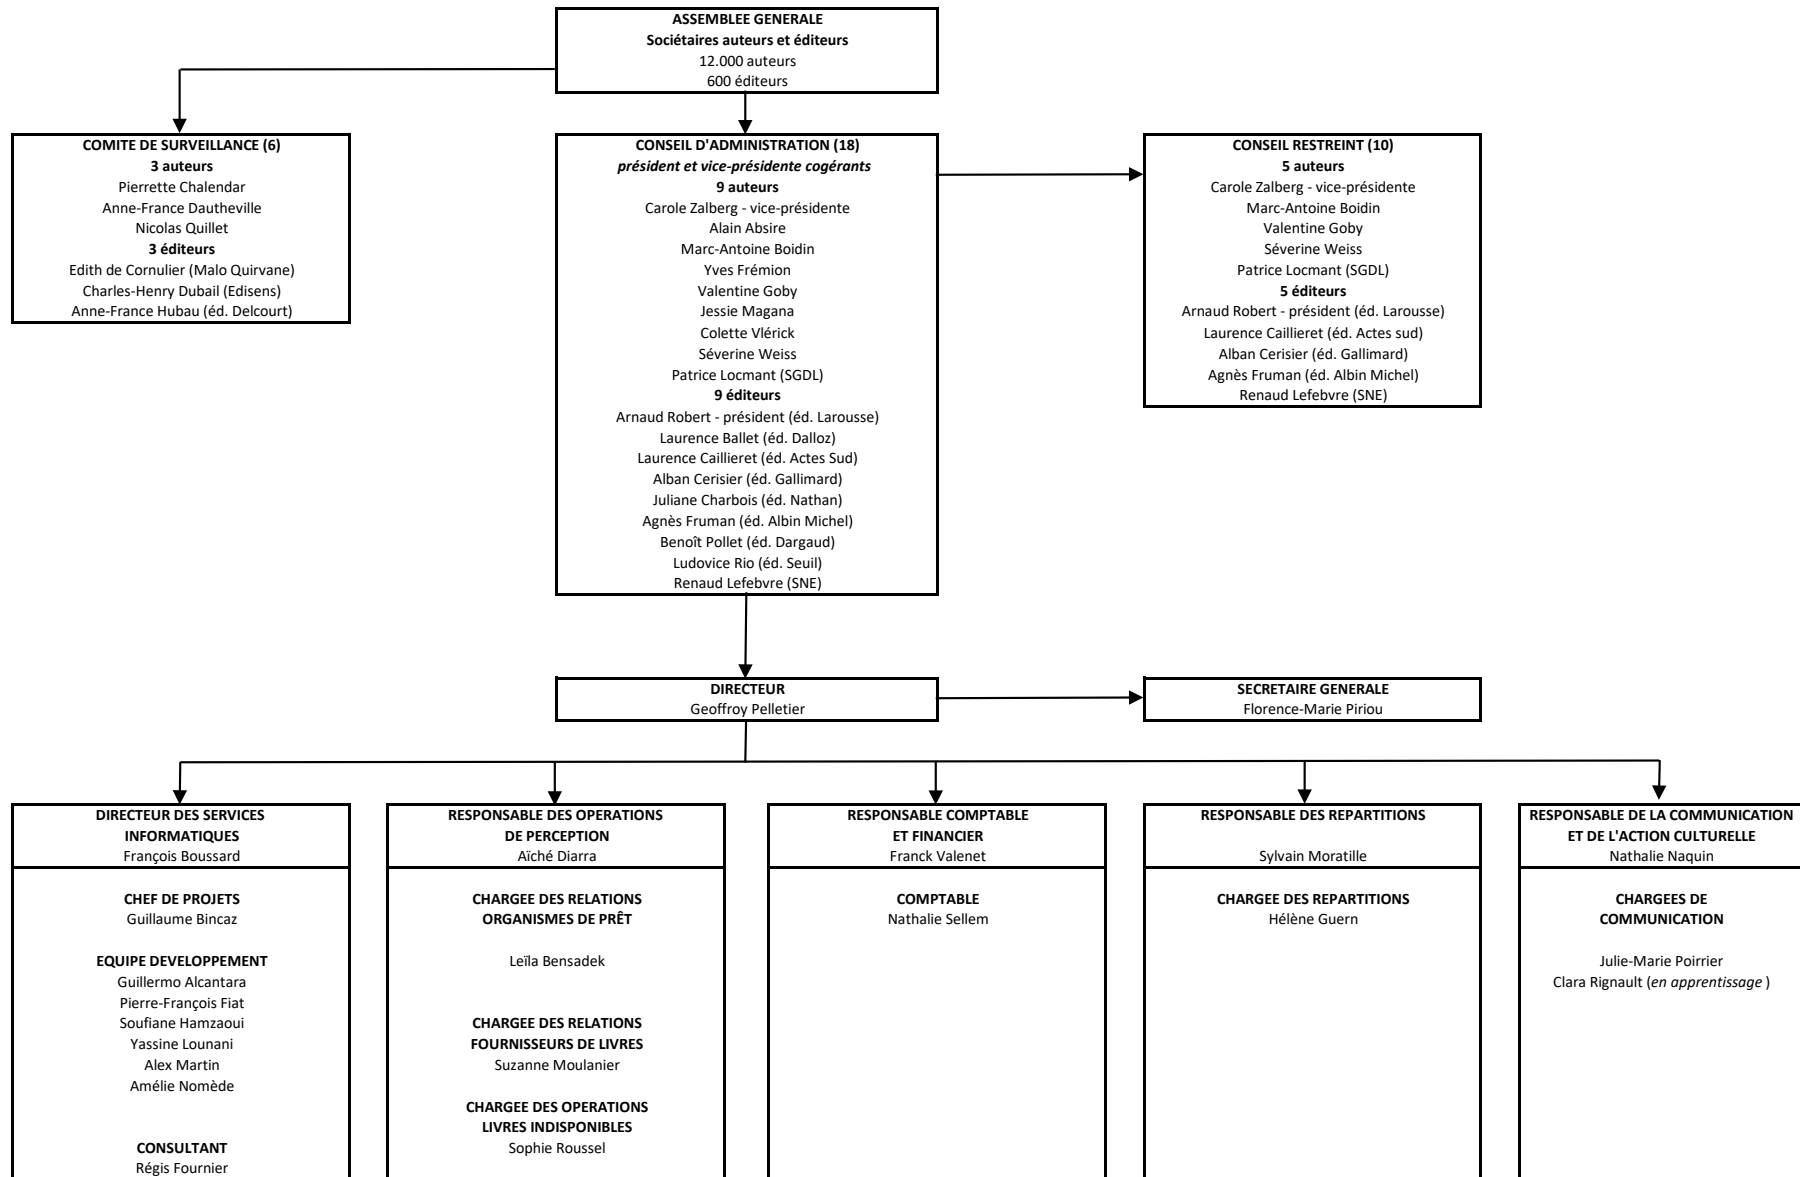 ASSEMBLEE GENERALE
Sociétaires auteurs et éditeurs
12.000 auteurs
600 éditeurs
COMITE DE SURVEILLANCE (6)
3 auteurs
Pierrette Chalendar
Anne-France Dautheville
Nicolas Quillet
3 éditeurs
Edith de Cornulier (Malo Quirvane)
Charles-Henry Dubail (Edisens)
Anne-France Hubau (éd. Delcourt)
CONSEIL D'ADMINISTRATION (18)
président et vice-présidente cogérants
9 auteurs
Carole Zalberg - vice-présidente
Alain Absire
Marc-Antoine Boidin
Yves Frémion
Valentine Goby
Jessie Magana
Colette Vlérick
Séverine Weiss
Patrice Locmant (SGDL)
9 éditeurs
Arnaud Robert - président (éd. Larousse)
Laurence Ballet (éd. Dalloz)
Laurence Caillieret (éd. Actes Sud)
Alban Cerisier (éd. Gallimard)
Juliane Charbois (éd. Nathan)
Agnès Fruman (éd. Albin Michel)
Benoît Pollet (éd. Dargaud)
Ludovice Rio (éd. Seuil)
Renaud Lefebvre (SNE)
CONSEIL RESTREINT (10)
5 auteurs
Carole Zalberg - vice-présidente
Marc-Antoine Boidin
Valentine Goby
Séverine Weiss
Patrice Locmant (SGDL)
5 éditeurs
Arnaud Robert - président (éd. Larousse)
Laurence Caillieret (éd. Actes sud)
Alban Cerisier (éd. Gallimard)
Agnès Fruman (éd. Albin Michel)
Renaud Lefebvre (SNE)
DIRECTEUR
Geoffroy Pelletier
SECRETAIRE GENERALE
Florence-Marie Piriou
DIRECTEUR DES SERVICES
INFORMATIQUES
François Boussard
CHEF DE PROJETS
Guillaume Bincaz
EQUIPE DEVELOPPEMENT
Guillermo Alcantara
Pierre-François Fiat
Soufiane Hamzaoui
Yassine Lounani
Alex Martin
Amélie Nomède
CONSULTANT
Régis Fournier
RESPONSABLE DES OPERATIONS
DE PERCEPTION
Aïché Diarra
CHARGEE DES RELATIONS
ORGANISMES DE PRÊT
Leïla Bensadek
CHARGEE DES RELATIONS
FOURNISSEURS DE LIVRES
Suzanne Moulanier
CHARGEE DES OPERATIONS
LIVRES INDISPONIBLES
Sophie Roussel
RESPONSABLE COMPTABLE
ET FINANCIER
Franck Valenet
COMPTABLE
Nathalie Sellem
RESPONSABLE DES REPARTITIONS
Sylvain Moratille
CHARGEE DES REPARTITIONS
Hélène Guern
RESPONSABLE DE LA COMMUNICATION
ET DE L'ACTION CULTURELLE
Nathalie Naquin
CHARGEES DE
COMMUNICATION
Julie-Marie Poirrier
Clara Rignault (en apprentissage )